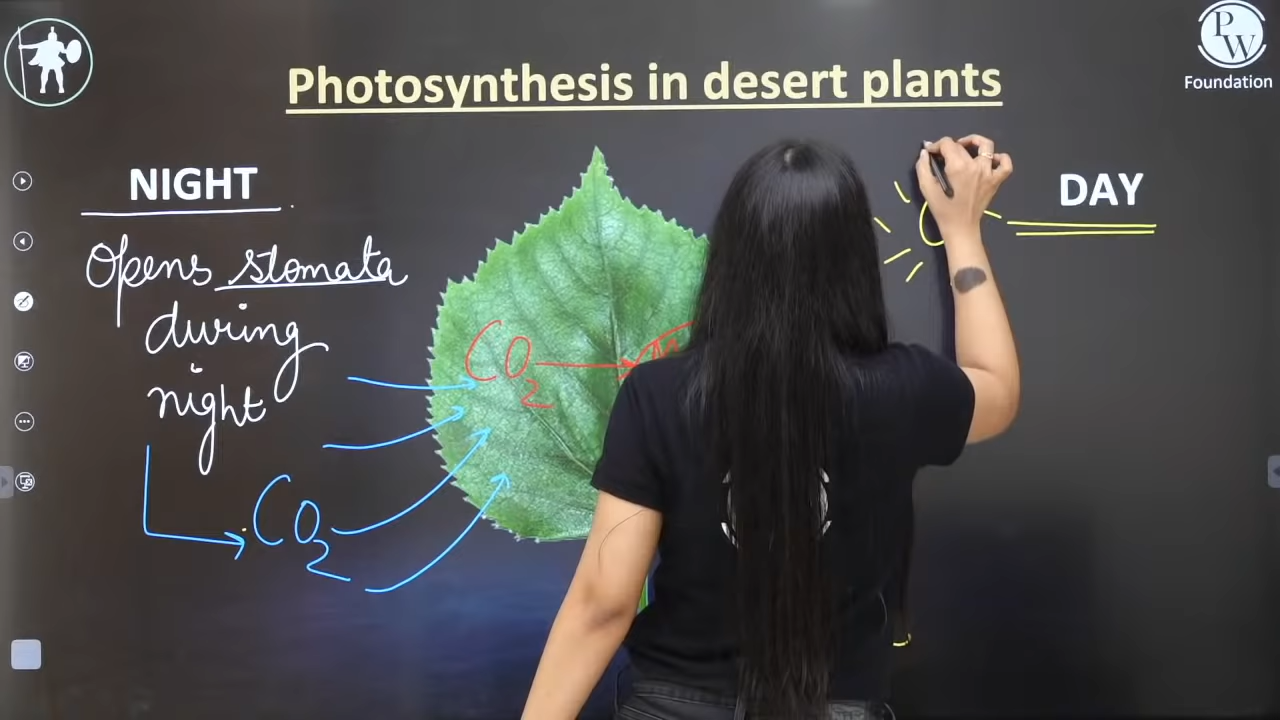 PW
Foundation
Photosynthesis in desert plants
NIGHT
DAY
Opens stomata
during
night
CO2
CO2